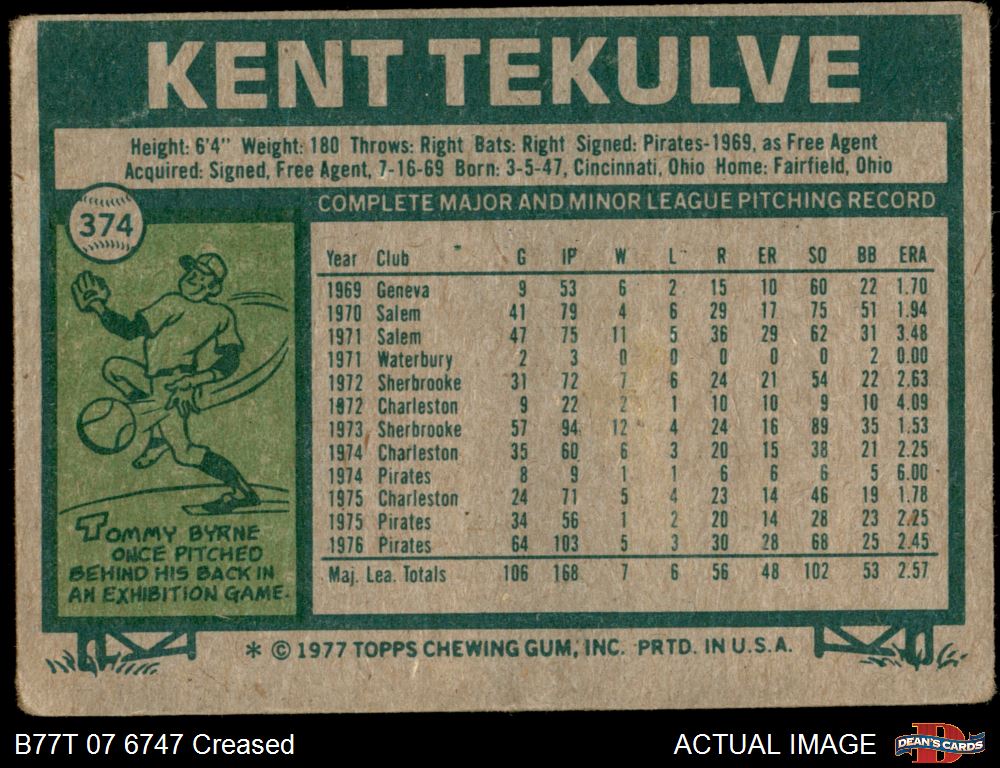 KENT TEKULVE
Height: 6'4" Weight: 180 Throws: Right Bats: Right Signed: Pirates-1969, as Free Agent
Acquired: Signed, Free Agent, 7-16-69 Born: 3-5-47, Cincinnati, Ohio Home: Fairfield, Ohio
374
COMPLETE MAJOR AND MINOR LEAGUE PITCHING RECORD
Year Club G IP W L R ER SO BB ERA
1969 Geneva 9 53 6 2 15 10 60 22 1.70
1970 Salem 41 79 4 6 29 17 75 51 1.94
1971 Salem 47 75 11 5 36 29 62 31 3.48
1971 Waterbury 2 3 0 0 0 0 0 2 0.00
1972 Sherbrooke 31 72 7 6 24 21 54 22 2.63
1972 Charleston 9 22 2 1 10 10 9 10 4.09
1973 Sherbrooke 57 94 12 4 24 16 89 35 1.53
1974 Charleston 35 60 6 3 20 15 38 21 2.25
1974 Pirates 8 9 1 1 6 6 6 5 6.00
1975 Charleston 24 71 5 4 23 14 46 19 1.78
1975 Pirates 34 56 1 2 20 14 28 23 2.25
1976 Pirates 64 103 5 3 30 28 68 25 2.45
Maj. Lea. Totals 106 168 7 6 56 48 102 53 2.57
TOMMY BYRNE
ONCE PITCHED
BEHIND HIS BACK IN
AN EXHIBITION GAME.
* © 1977 TOPPS CHEWING GUM, INC. PRTD. IN U.S.A.
B77T 07 6747 Creased
ACTUAL IMAGE
D
DEAN'S CARDS